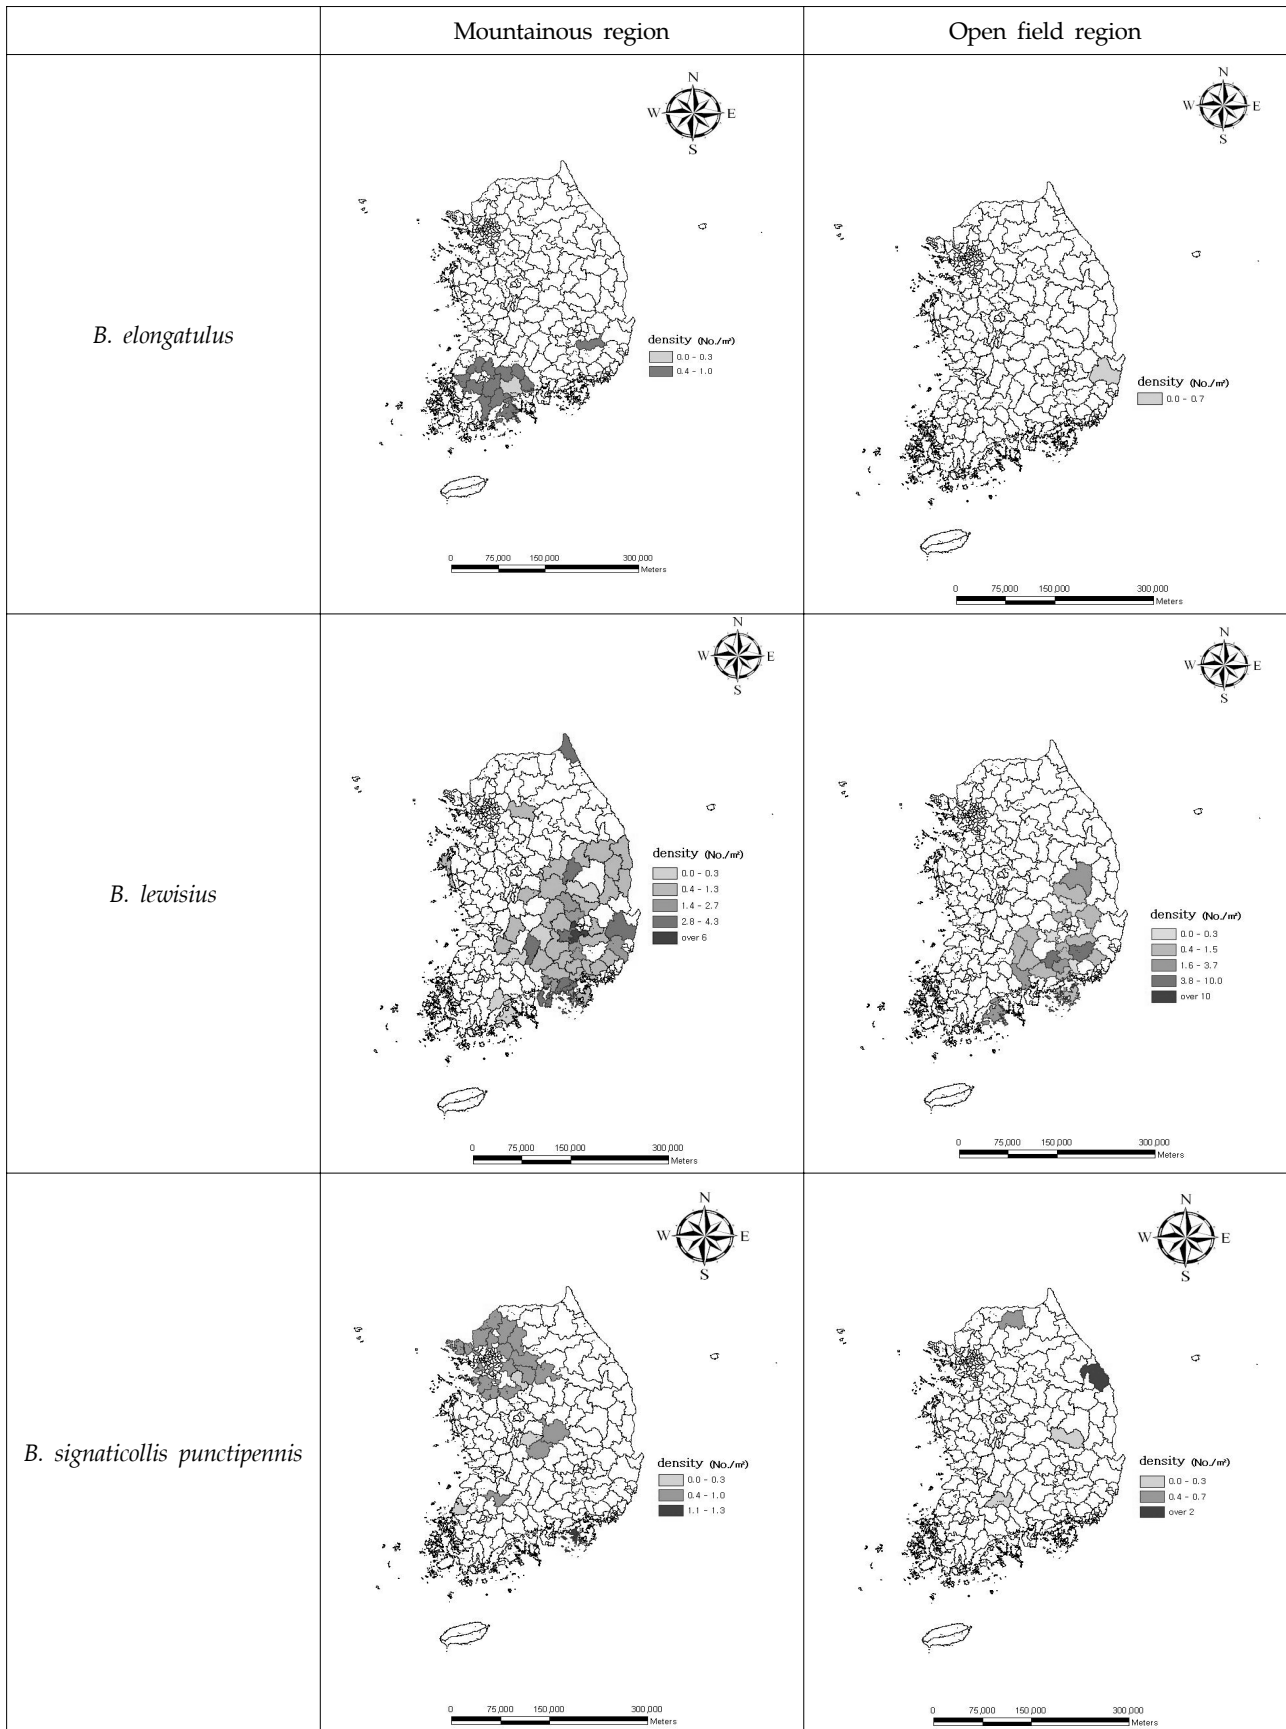 Mountainous region
Open field region
B. elongatulus
N
W
E
S
density (No./㎡)
0.0 - 0.3
0.4 - 1.0
0
75,000
150,000
300,000
Meters
N
W
E
S
density (No./㎡)
0.0 - 0.7
0
75,000
150,000
300,000
Meters
B. lewisius
N
W
E
S
density (No./㎡)
0.0 - 0.3
0.4 - 1.3
1.4 - 2.7
2.8 - 4.3
over 6
0
75,000
150,000
300,000
Meters
N
W
E
S
density (No./㎡)
0.0 - 0.3
0.4 - 1.5
1.6 - 3.7
3.8 - 10.0
over 10
0
75,000
150,000
300,000
Meters
B. signaticollis punctipennis
N
W
E
S
density (No./㎡)
0.0 - 0.3
0.4 - 1.0
1.1 - 1.3
0
75,000
150,000
300,000
Meters
N
W
E
S
density (No./㎡)
0.0 - 0.3
0.4 - 0.7
over 2
0
75,000
150,000
300,000
Meters